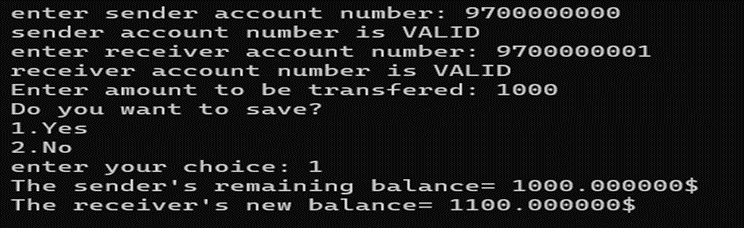 enter sender account number: 9700000000
sender account number is VALID
enter receiver account number: 9700000001
receiver account number is VALID
Enter amount to be transfered: 1000
Do you want to save?
1.Yes
2.No
enter your choice: 1
The sender's remaining balance= 1000.000000$
The receiver's new balance= 1100.000000$